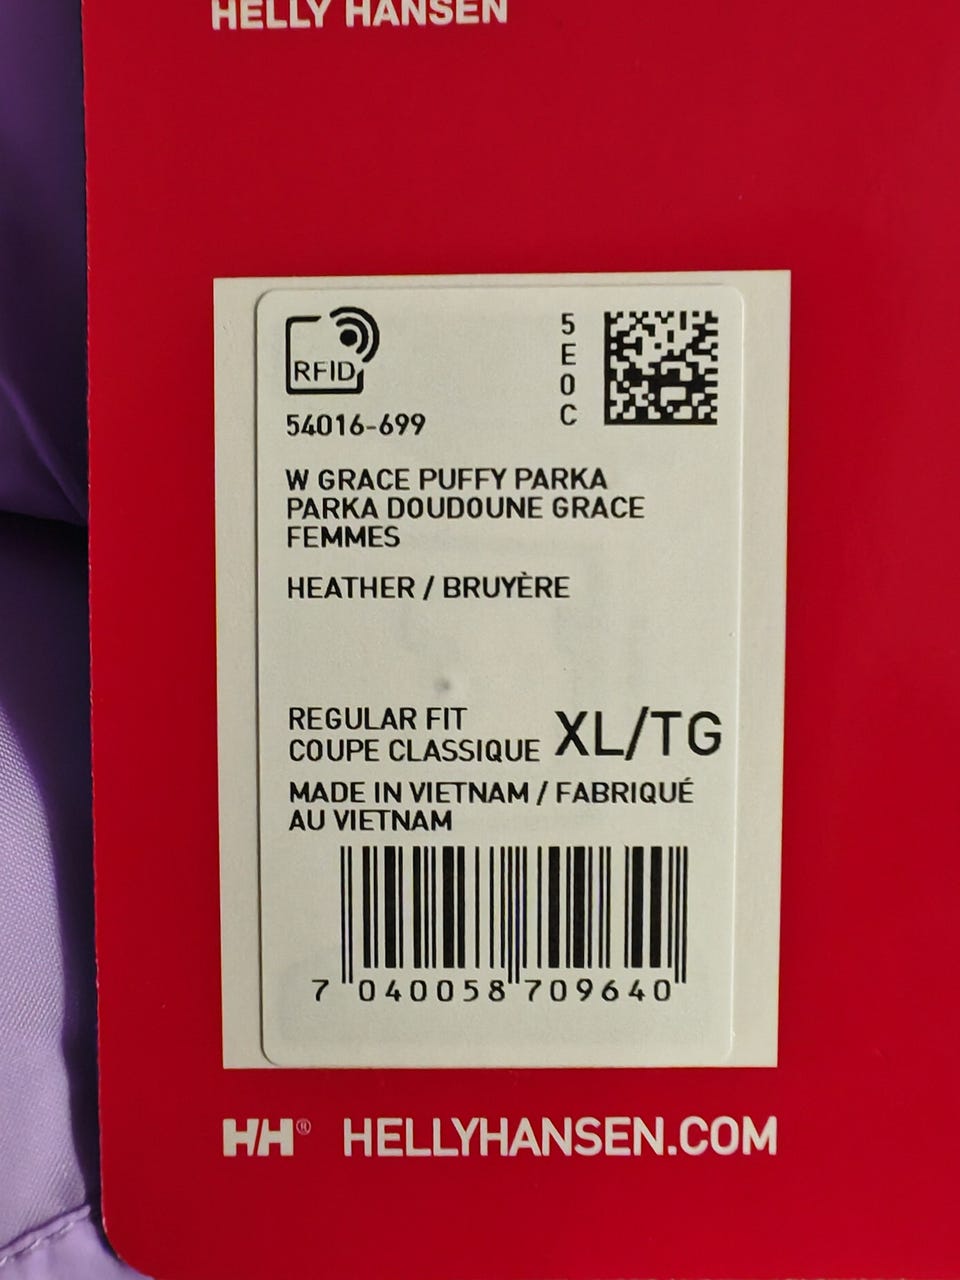 HELLY HANSEN
RFID
5
E
0
C
54016-699
W GRACE PUFFY PARKA
PARKA DOUDOUNE GRACE
FEMMES
HEATHER / BRUYÈRE
REGULAR FIT
COUPE CLASSIQUE
XL/TG
MADE IN VIETNAM / FABRIQUÉ
AU VIETNAM
7 040058 709640
HH® HELLYHANSEN.COM